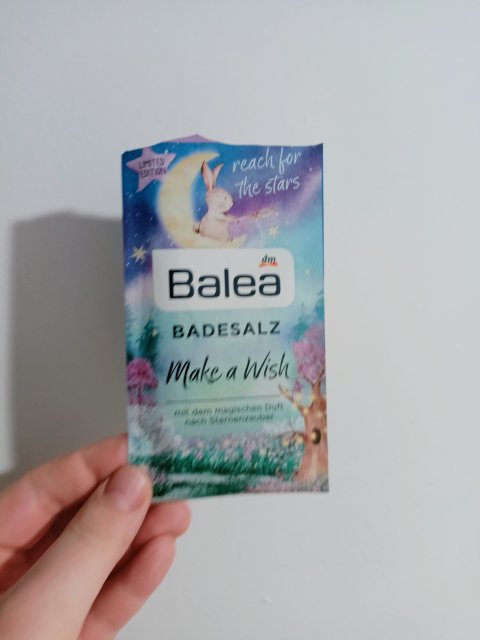 LIMITED
EDITION
reach for
the stars
dm
Balea
BADESALZ
Make a Wish
mit dem magischen Duft
nach Sternenzauber